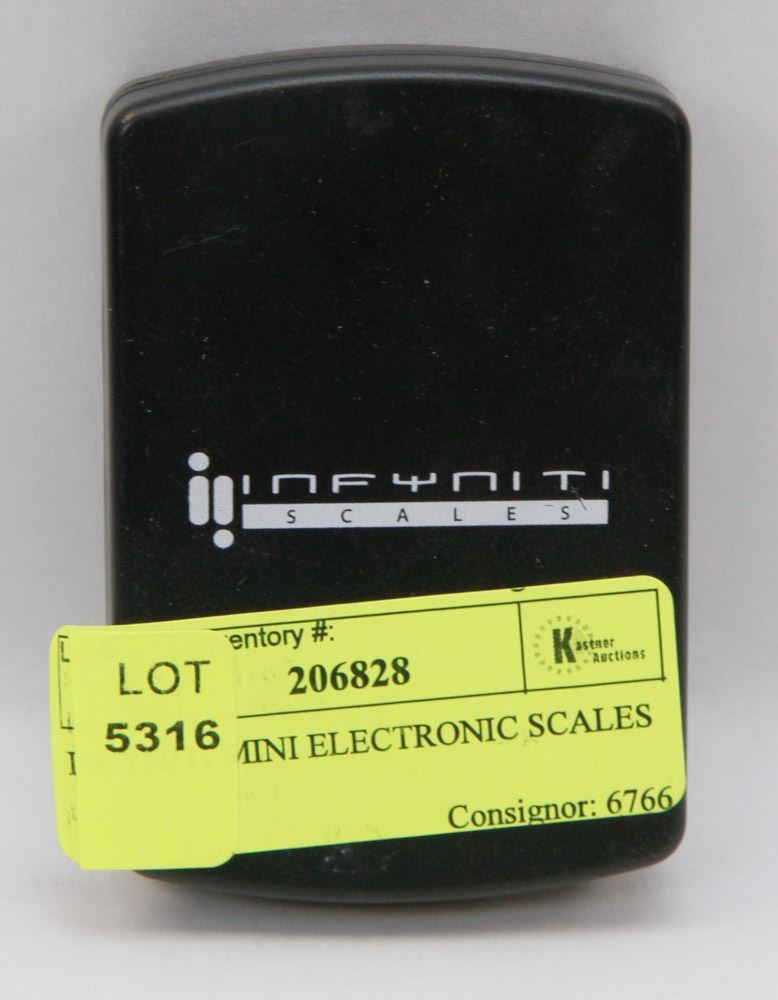 INFYNITI
SCALES
entory #:
206828
Kastner
Auctions
LOT
5316
MINI ELECTRONIC SCALES
Consignor: 6766